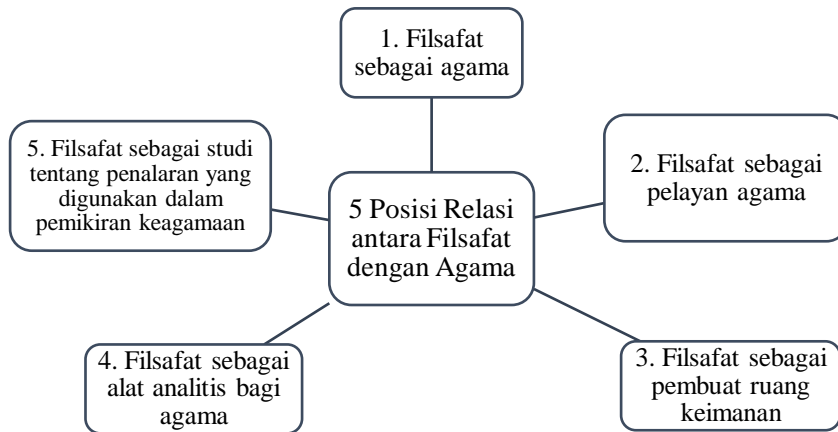 1. Filsafat
sebagai agama
2. Filsafat sebagai
pelayan agama
3. Filsafat sebagai
pembuat ruang
keimanan
4. Filsafat sebagai
alat analitis bagi
agama
5. Filsafat sebagai studi
tentang penalaran yang
digunakan dalam
pemikiran keagamaan
5 Posisi Relasi
antara Filsafat
dengan Agama